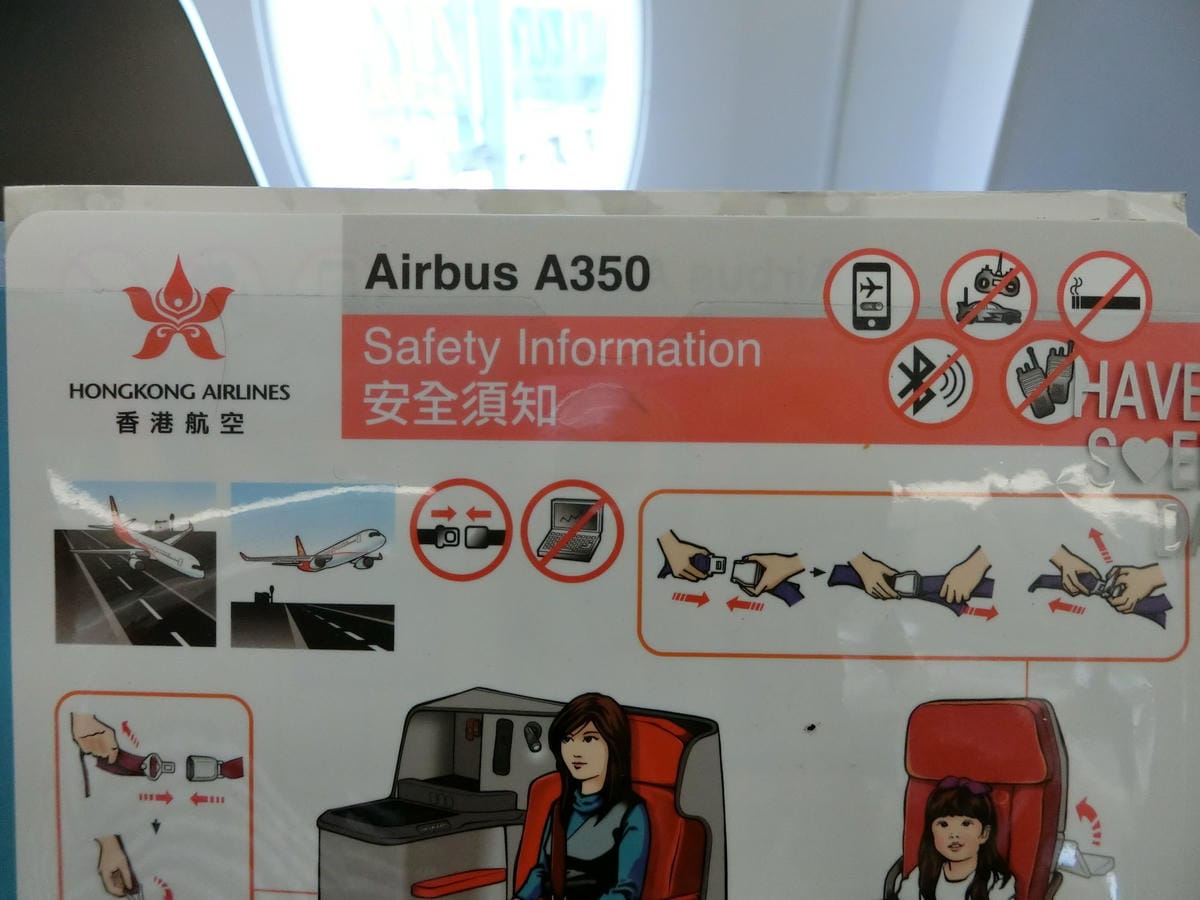 Airbus A350
Safety Information
安全須知
HONGKONG AIRLINES
香港航空
HAVE